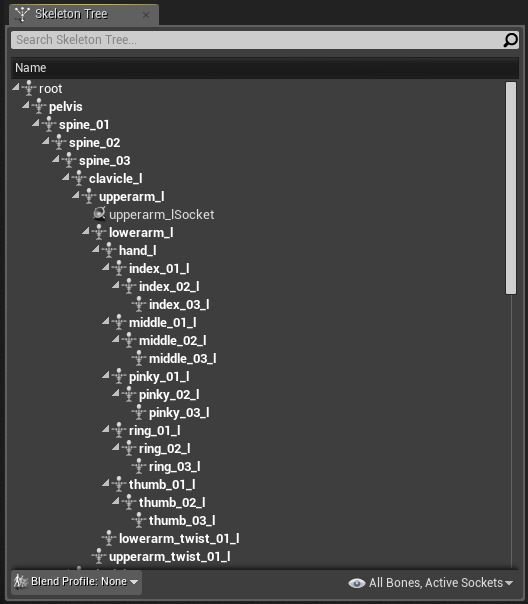 Skeleton Tree
Search Skeleton Tree...
Name
root
pelvis
spine_01
spine_02
spine_03
clavicle_l
upperarm_l
upperarm_lSocket
lowerarm_l
hand_l
index_01_l
index_02_l
index_03_l
middle_01_l
middle_02_l
middle_03_l
pinky_01_l
pinky_02_l
pinky_03_l
ring_01_l
ring_02_l
ring_03_l
thumb_01_l
thumb_02_l
thumb_03_l
lowerarm_twist_01_l
upperarm_twist_01_l
Blend Profile: None All Bones, Active Sockets